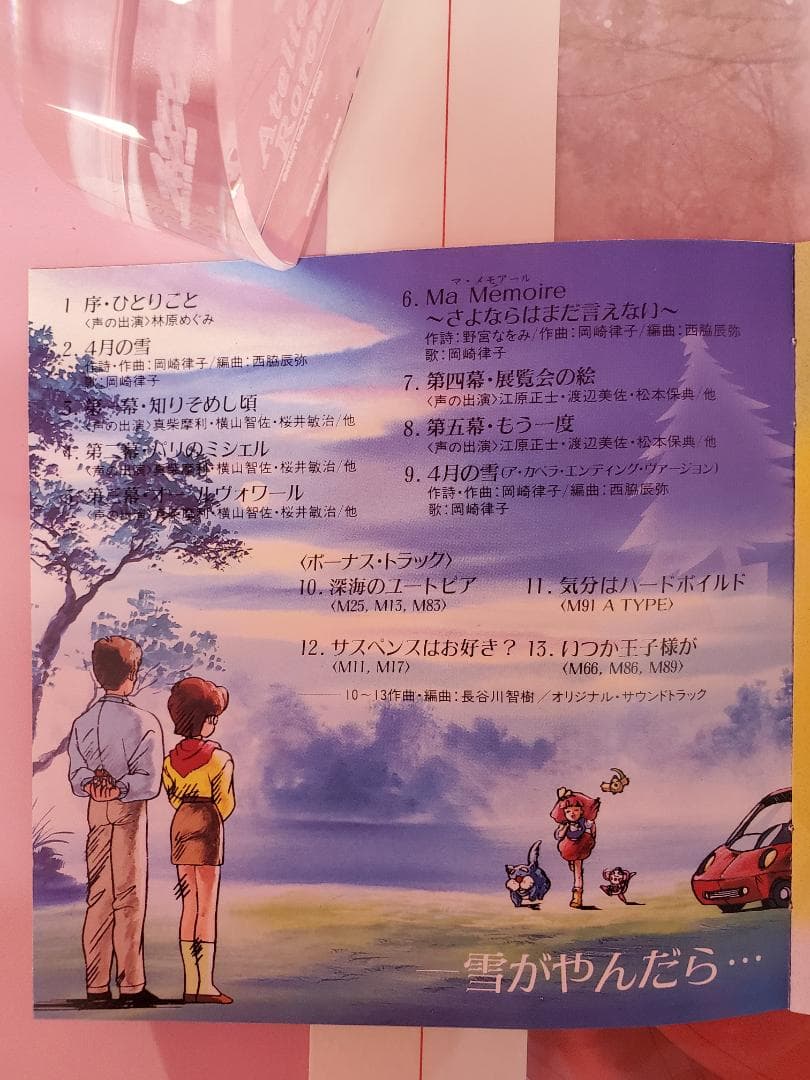 Atelie
Roron
1 序・ひとりごと
〈声の出演〉林原めぐみ
2. 4月の雪
作詩・作曲：岡崎律子/編曲：西脇辰弥
歌：岡崎律子
3. 第一幕・知りそめし頃
〈声の出演〉真柴摩利・横山智佐・桜井敏治/他
4. 第二幕・パリのミシェル
〈声の出演〉真柴摩利・横山智佐・桜井敏治/他
5. 第三幕・オールヴォワール
〈声の出演〉真柴摩利・横山智佐・桜井敏治/他
マ・メモアール
6. Ma Mémoire
〜さよならはまだ言えない〜
作詩：野宮なをみ/作曲：岡崎律子/編曲：西脇辰弥
歌：岡崎律子
7. 第四幕・展覧会の絵
〈声の出演〉江原正士・渡辺美佐・松本保典/他
8. 第五幕・もう一度
〈声の出演〉江原正士・渡辺美佐・松本保典/他
9. 4月の雪(ア・カペラ・エンディング・ヴァージョン)
作詩・作曲：岡崎律子/編曲：西脇辰弥
歌：岡崎律子
〈ボーナス・トラック〉
10. 深海のユートピア
〈M25, M13, M83〉
11. 気分はハードボイルド
〈M91 A TYPE〉
12. サスペンスはお好き？
〈M11, M17〉
13. いつか王子様が
〈M66, M86, M89〉
——10〜13作曲・編曲：長谷川智樹／オリジナル・サウンドトラック
—雪がやんだら…